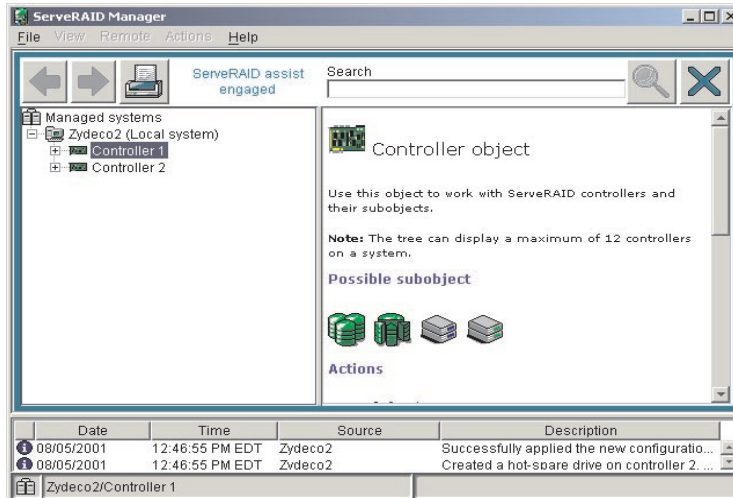 ServeRAID Manager
File View Remote Actions Help
ServeRAID assist
engaged
Search
Managed systems
Zydeco2 (Local system)
Controller 1
Controller 2
Controller object
Use this object to work with ServeRAID controllers and
their subobjects.
Note: The tree can display a maximum of 12 controllers
on a system.
Possible subobject
Actions
Date Time Source Description
08/05/2001 12:46:55 PM EDT Zydeco2 Successfully applied the new configuratio...
08/05/2001 12:46:55 PM EDT Zydeco2 Created a hot-spare drive on controller 2. ...
Zydeco2/Controller 1